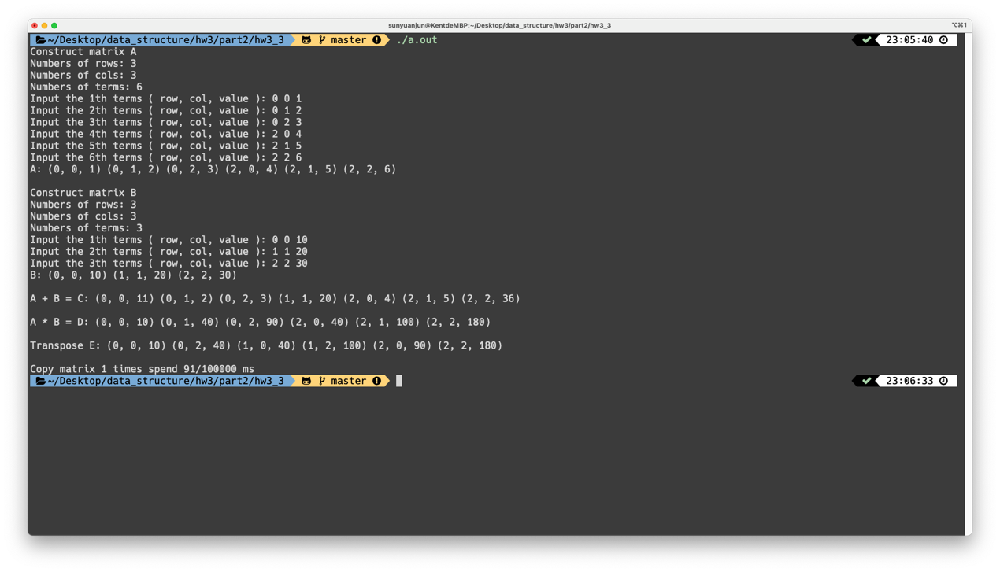 sunyuanjun@KentdeMBP:~/Desktop/data_structure/hw3/part2/hw3_3 ⌥⌘1
~/Desktop/data_structure/hw3/part2/hw3_3 master ./a.out 23:05:40
Construct matrix A
Numbers of rows: 3
Numbers of cols: 3
Numbers of terms: 6
Input the 1th terms ( row, col, value ): 0 0 1
Input the 2th terms ( row, col, value ): 0 1 2
Input the 3th terms ( row, col, value ): 0 2 3
Input the 4th terms ( row, col, value ): 2 0 4
Input the 5th terms ( row, col, value ): 2 1 5
Input the 6th terms ( row, col, value ): 2 2 6
A: (0, 0, 1) (0, 1, 2) (0, 2, 3) (2, 0, 4) (2, 1, 5) (2, 2, 6)
Construct matrix B
Numbers of rows: 3
Numbers of cols: 3
Numbers of terms: 3
Input the 1th terms ( row, col, value ): 0 0 10
Input the 2th terms ( row, col, value ): 1 1 20
Input the 3th terms ( row, col, value ): 2 2 30
B: (0, 0, 10) (1, 1, 20) (2, 2, 30)
A + B = C: (0, 0, 11) (0, 1, 2) (0, 2, 3) (1, 1, 20) (2, 0, 4) (2, 1, 5) (2, 2, 36)
A * B = D: (0, 0, 10) (0, 1, 40) (0, 2, 90) (2, 0, 40) (2, 1, 100) (2, 2, 180)
Transpose E: (0, 0, 10) (0, 2, 40) (1, 0, 40) (1, 2, 100) (2, 0, 90) (2, 2, 180)
Copy matrix 1 times spend 91/100000 ms
~/Desktop/data_structure/hw3/part2/hw3_3 master 23:06:33